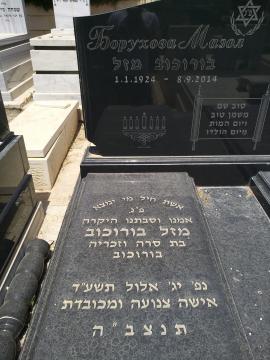 Борухова Мазол
בורוכוב מזל
1.1.1924 - 8.9.2014
טוב שם
משמן טוב
ויום המות
מיום הולדו
אשת חיל מי ימצא
פ"נ
אמנו וסבתנו היקרה
מזל בורוכוב
בת סרה וזכריה
בורוכוב
נפ' יג' אלול תשע"ד
אישה צנועה ומכובדת
תנצב"ה